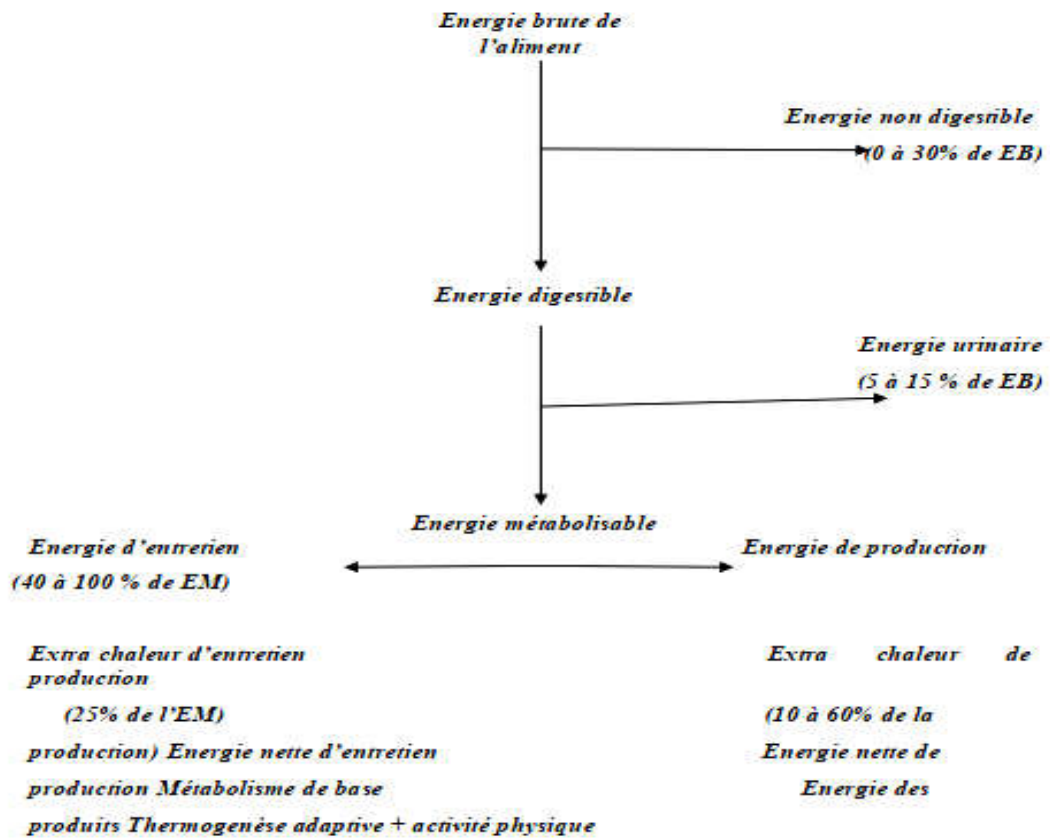 Energie brute de
l'aliment
Energie non digestible
(0 à 30% de EB)
Energie digestible
Energie urinaire
(5 à 15 % de EB)
Energie métabolisable
Energie d'entretien
Energie de production
(40 à 100 % de EM)
Extra chaleur d'entretien Extra chaleur de
production
(25% de l'EM) (10 à 60% de la
production) Energie nette d'entretien Energie nette de
production Métabolisme de base Energie des
produits Thermogenèse adaptive + activité physique